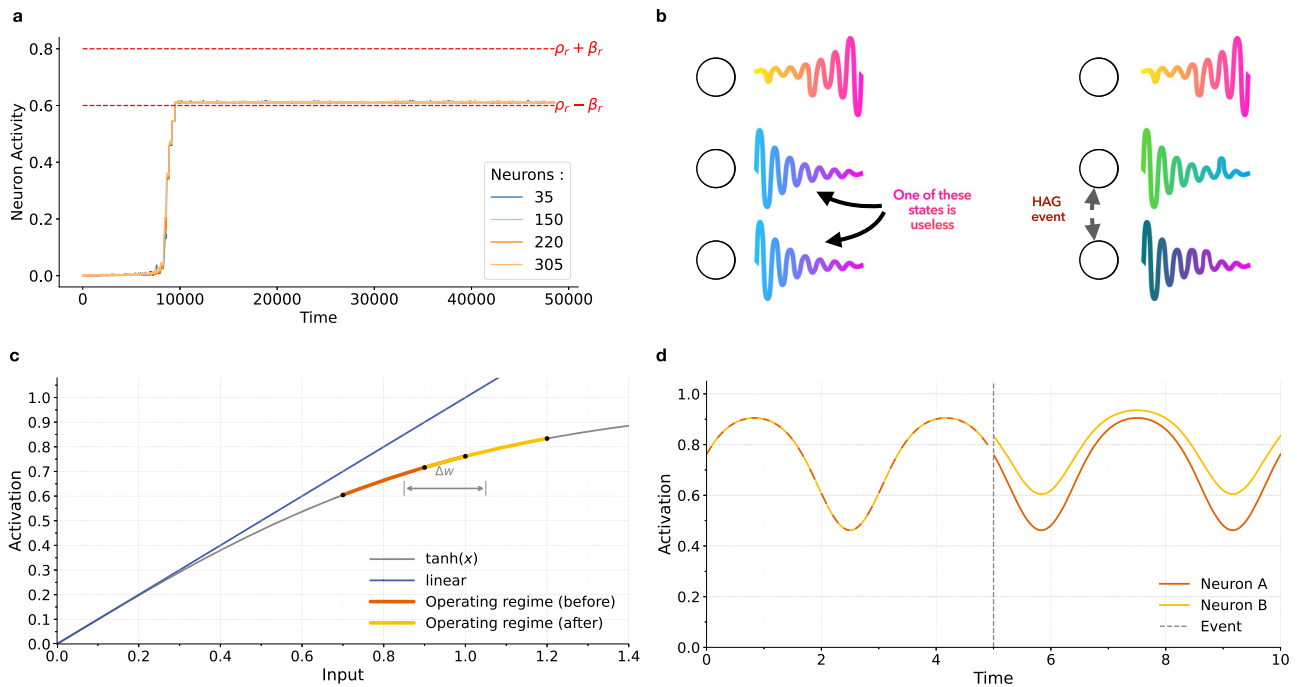 a
0.8
0.6
0.4
0.2
0.0
Neuron Activity
ρr + βr
ρr − βr
Neurons :
35
150
220
305
0
10000
20000
30000
40000
50000
Time
b
One of these
states is
useless
HAG
event
c
1.0
0.9
0.8
0.7
0.6
0.5
0.4
0.3
0.2
0.1
0.0
Activation
Δw
tanh(x)
linear
Operating regime (before)
Operating regime (after)
0.0
0.2
0.4
0.6
0.8
1.0
1.2
1.4
Input
d
1.0
0.8
0.6
0.4
0.2
0.0
Activation
Neuron A
Neuron B
Event
0
2
4
6
8
10
Time